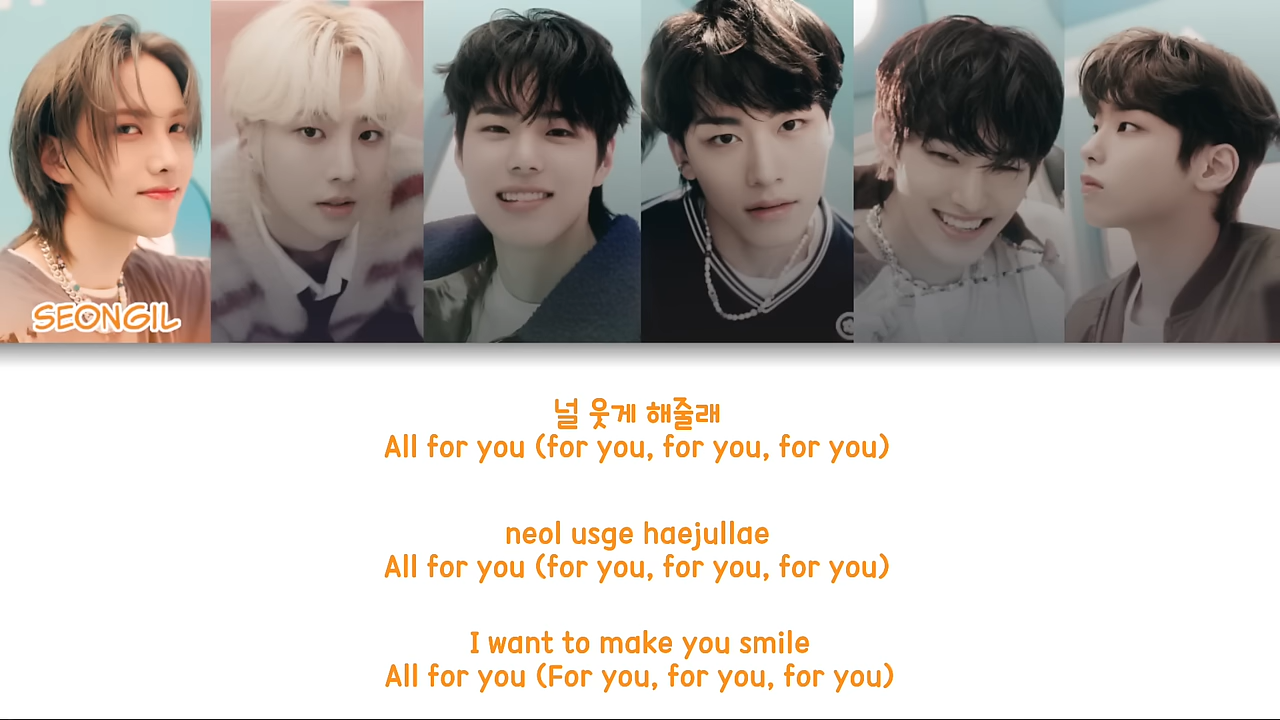 SEONGIL
널 웃게 해줄래
All for you (for you, for you, for you)
neol usge haejullae
All for you (for you, for you, for you)
I want to make you smile
All for you (For you, for you, for you)